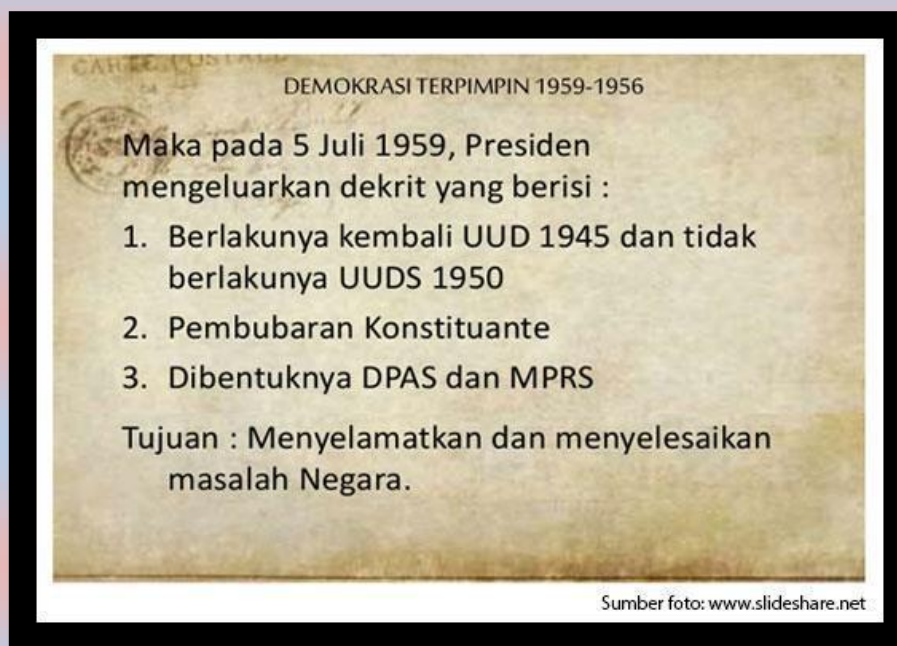 DEMOKRASI TERPIMPIN 1959-1956
Maka pada 5 Juli 1959, Presiden
mengeluarkan dekrit yang berisi :
1. Berlakunya kembali UUD 1945 dan tidak
berlakunya UUDS 1950
2. Pembubaran Konstituante
3. Dibentuknya DPAS dan MPRS
Tujuan : Menyelamatkan dan menyelesaikan
masalah Negara.
Sumber foto: www.slideshare.net